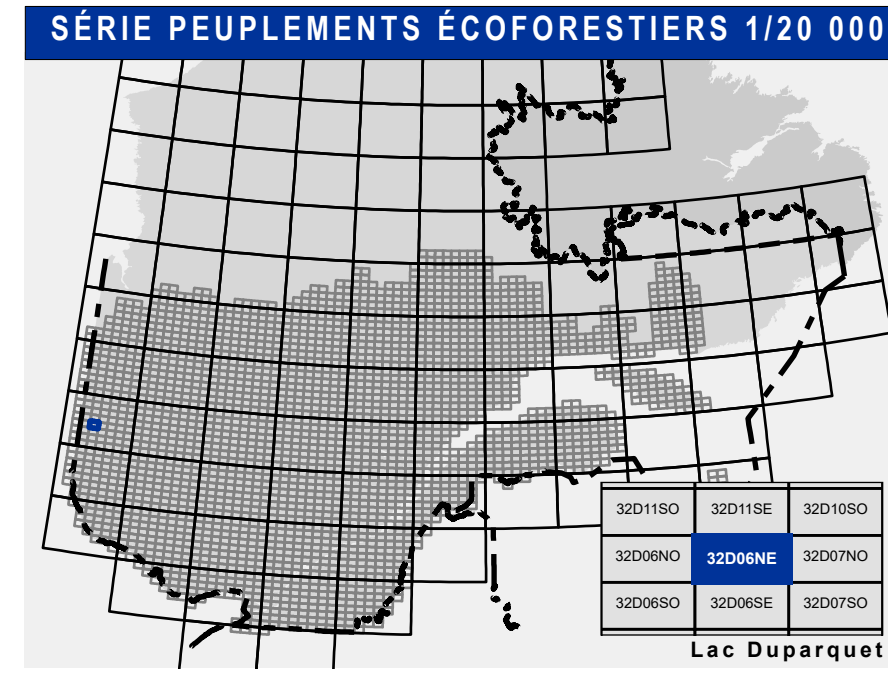 SÉRIE PEUPLEMENTS ÉCOFORESTIERS 1/20 000
32D11SO 32D11SE 32D10SO
32D06NO 32D06NE 32D07NO
32D06SO 32D06SE 32D07SO
Lac Duparquet